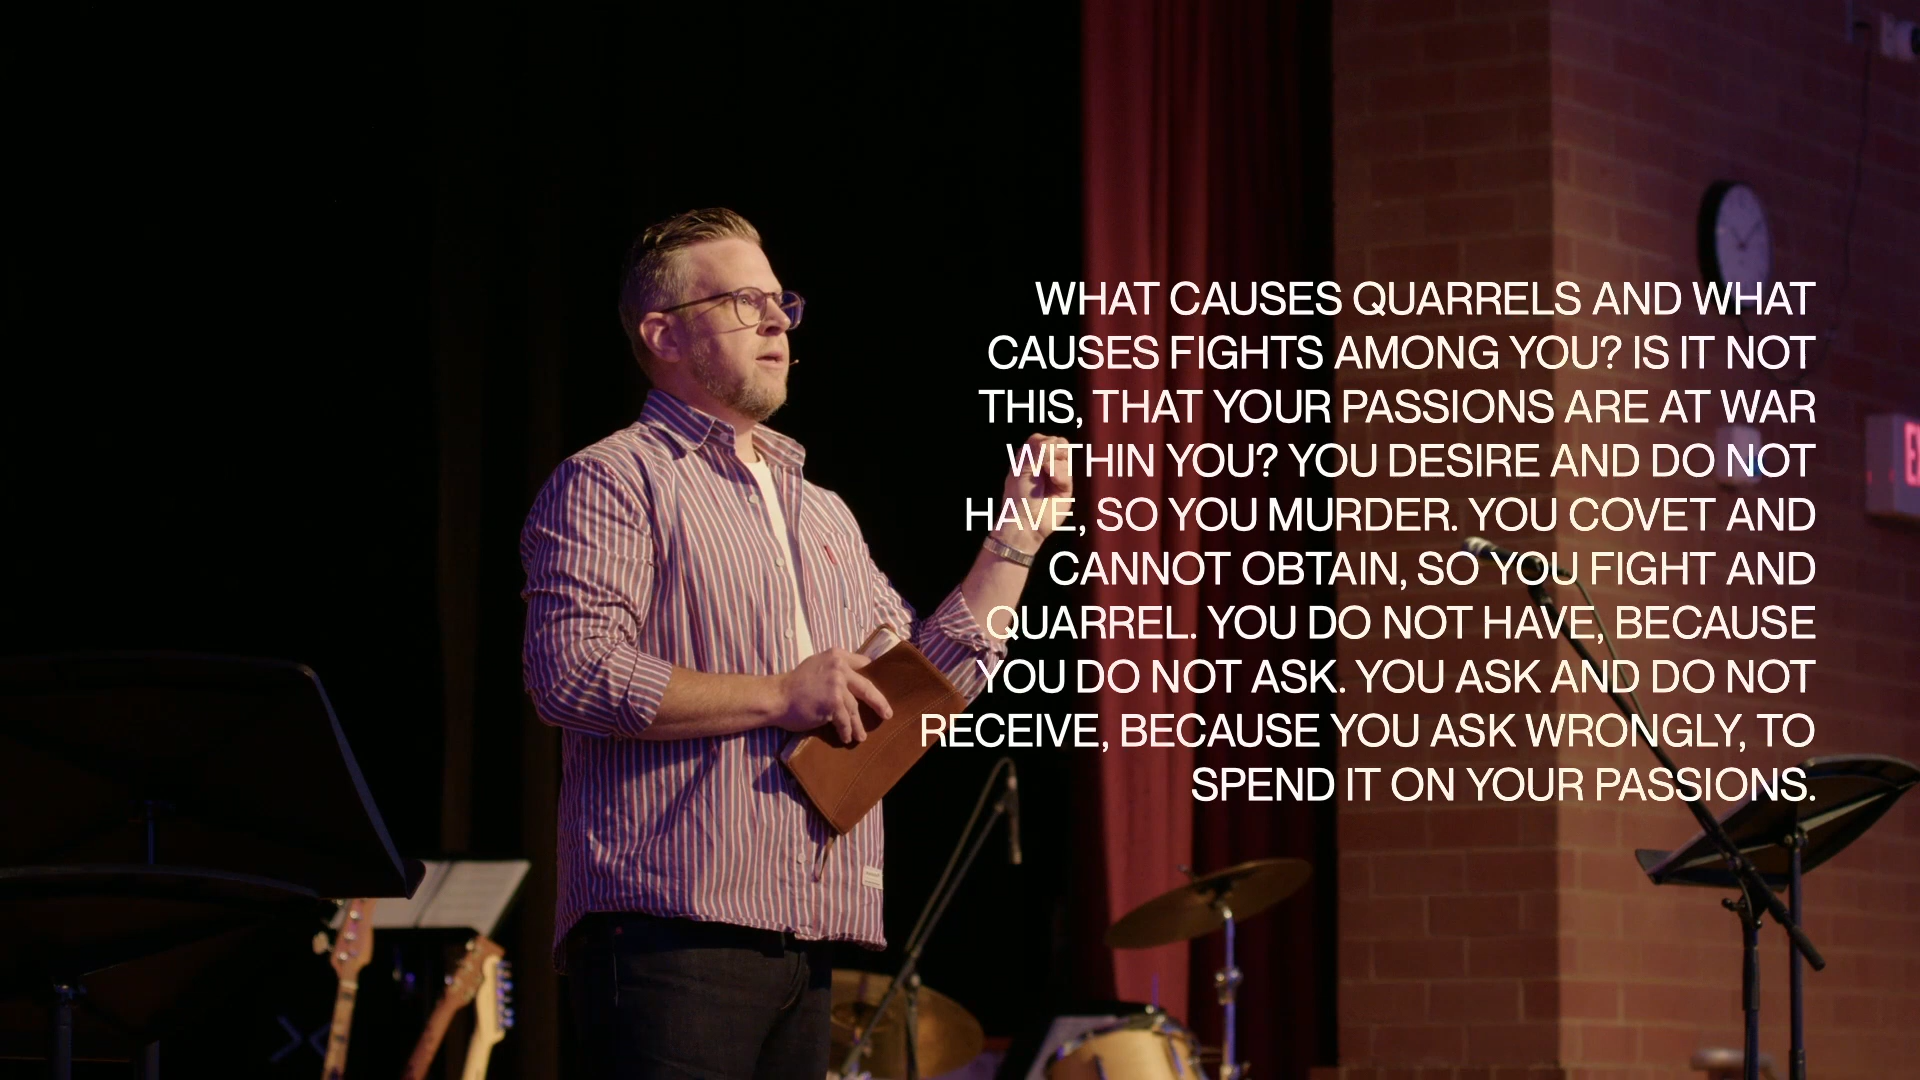 WHAT CAUSES QUARRELS AND WHAT
CAUSES FIGHTS AMONG YOU? IS IT NOT
THIS, THAT YOUR PASSIONS ARE AT WAR
WITHIN YOU? YOU DESIRE AND DO NOT
HAVE, SO YOU MURDER. YOU COVET AND
CANNOT OBTAIN, SO YOU FIGHT AND
QUARREL. YOU DO NOT HAVE, BECAUSE
YOU DO NOT ASK. YOU ASK AND DO NOT
RECEIVE, BECAUSE YOU ASK WRONGLY, TO
SPEND IT ON YOUR PASSIONS.